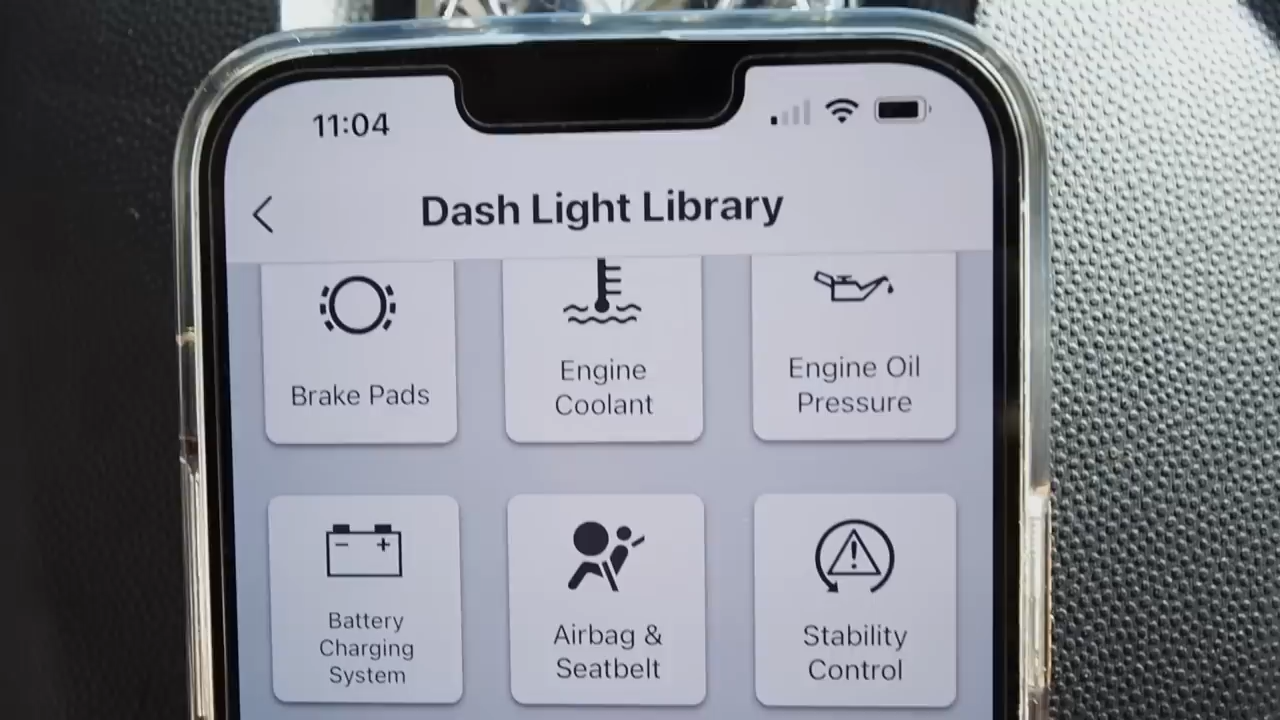 11:04
Dash Light Library
Brake Pads
Engine
Coolant
Engine Oil
Pressure
Battery
Charging
System
Airbag &
Seatbelt
Stability
Control